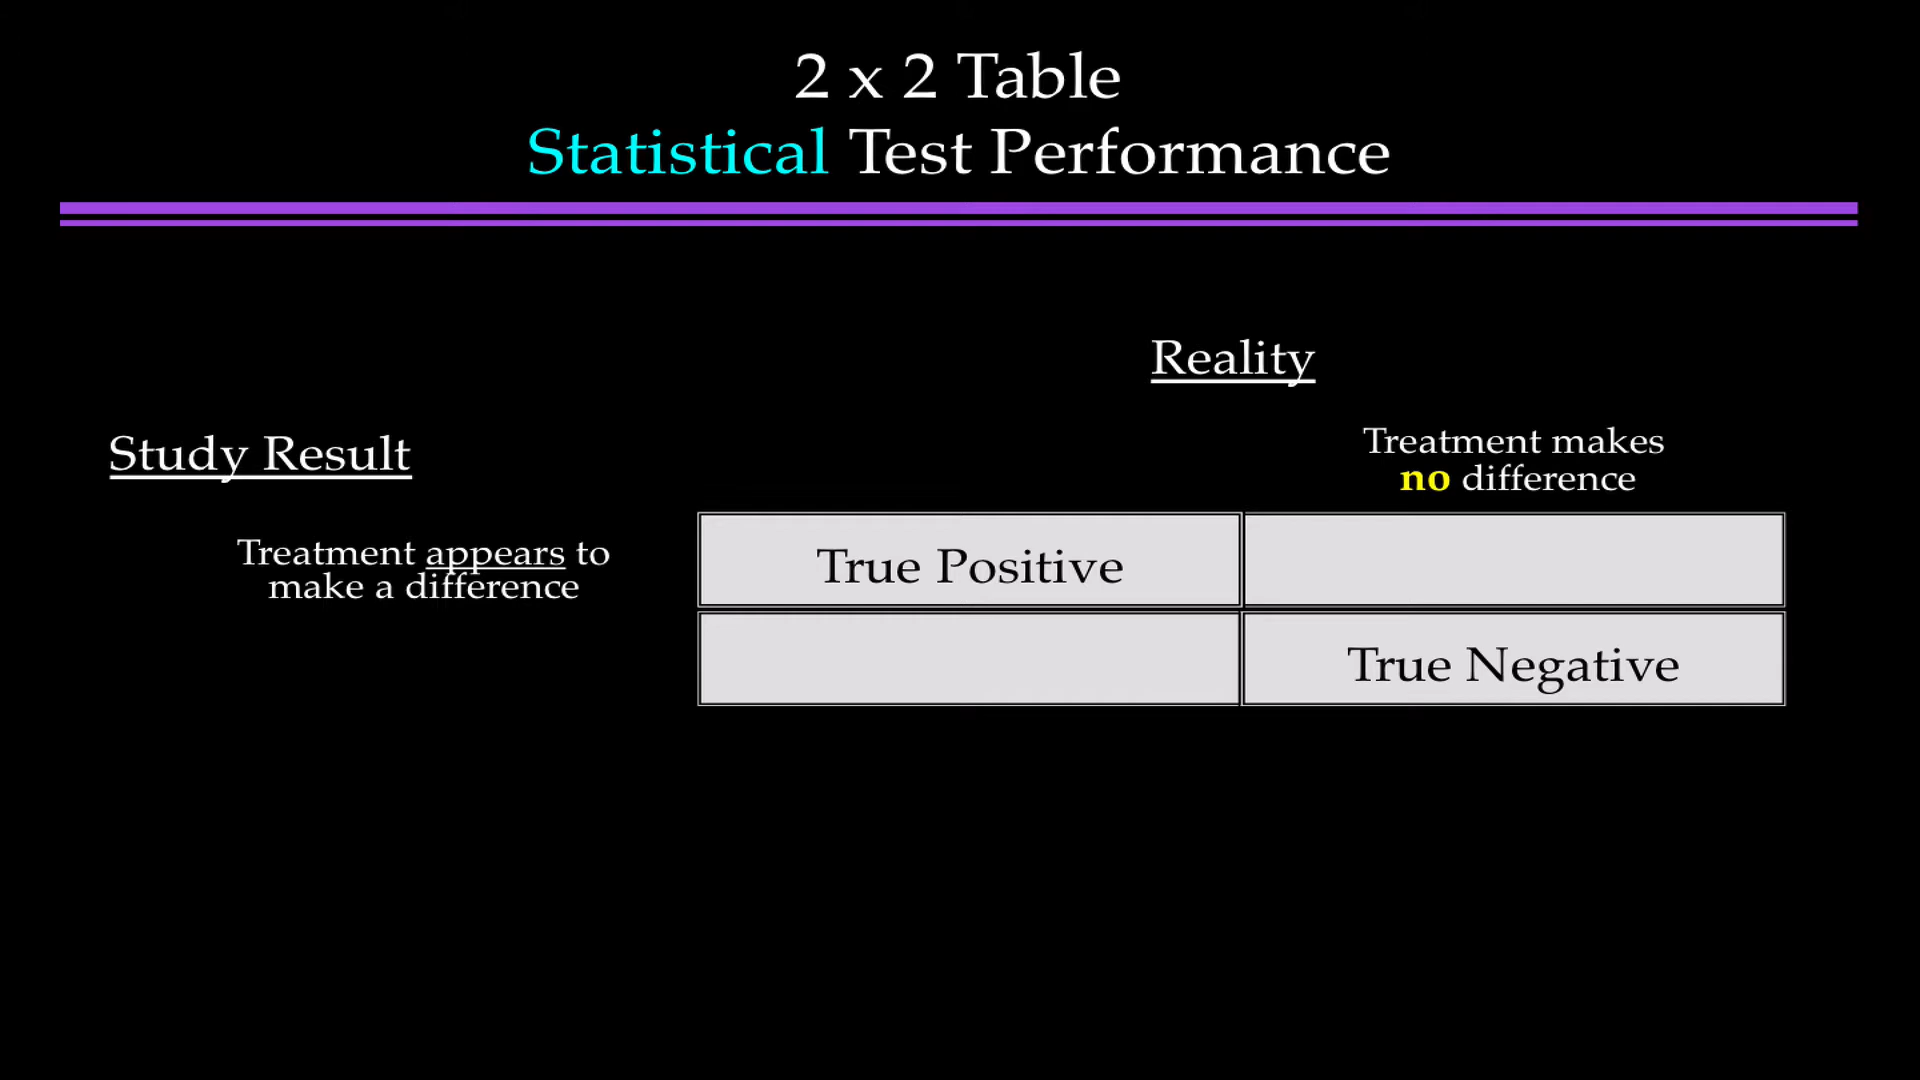 2 x 2 Table
Statistical Test Performance
Reality
Study Result
Treatment makes
no difference
Treatment appears to
make a difference
True Positive
True Negative